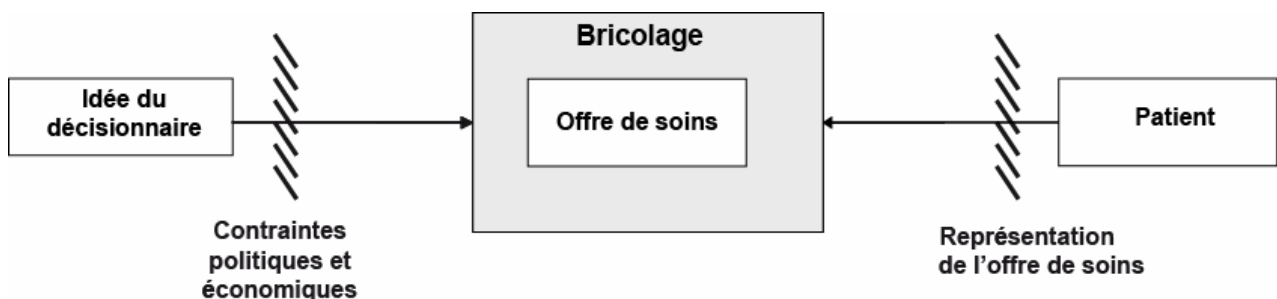 Bricolage
Idée du
décisionnaire
Offre de soins
Patient
Contraintes
politiques et
économiques
Représentation
de l'offre de soins